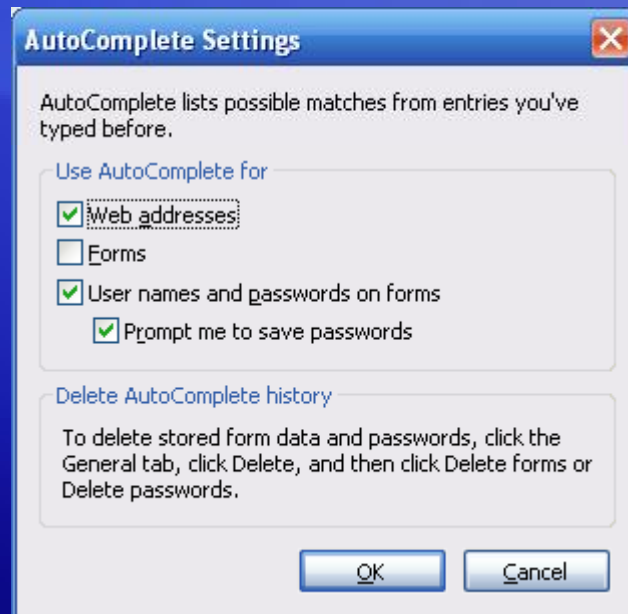 AutoComplete Settings
AutoComplete lists possible matches from entries you've
typed before.
Use AutoComplete for
Web addresses
Forms
User names and passwords on forms
Prompt me to save passwords
Delete AutoComplete history
To delete stored form data and passwords, click the
General tab, click Delete, and then click Delete forms or
Delete passwords.
OK
Cancel